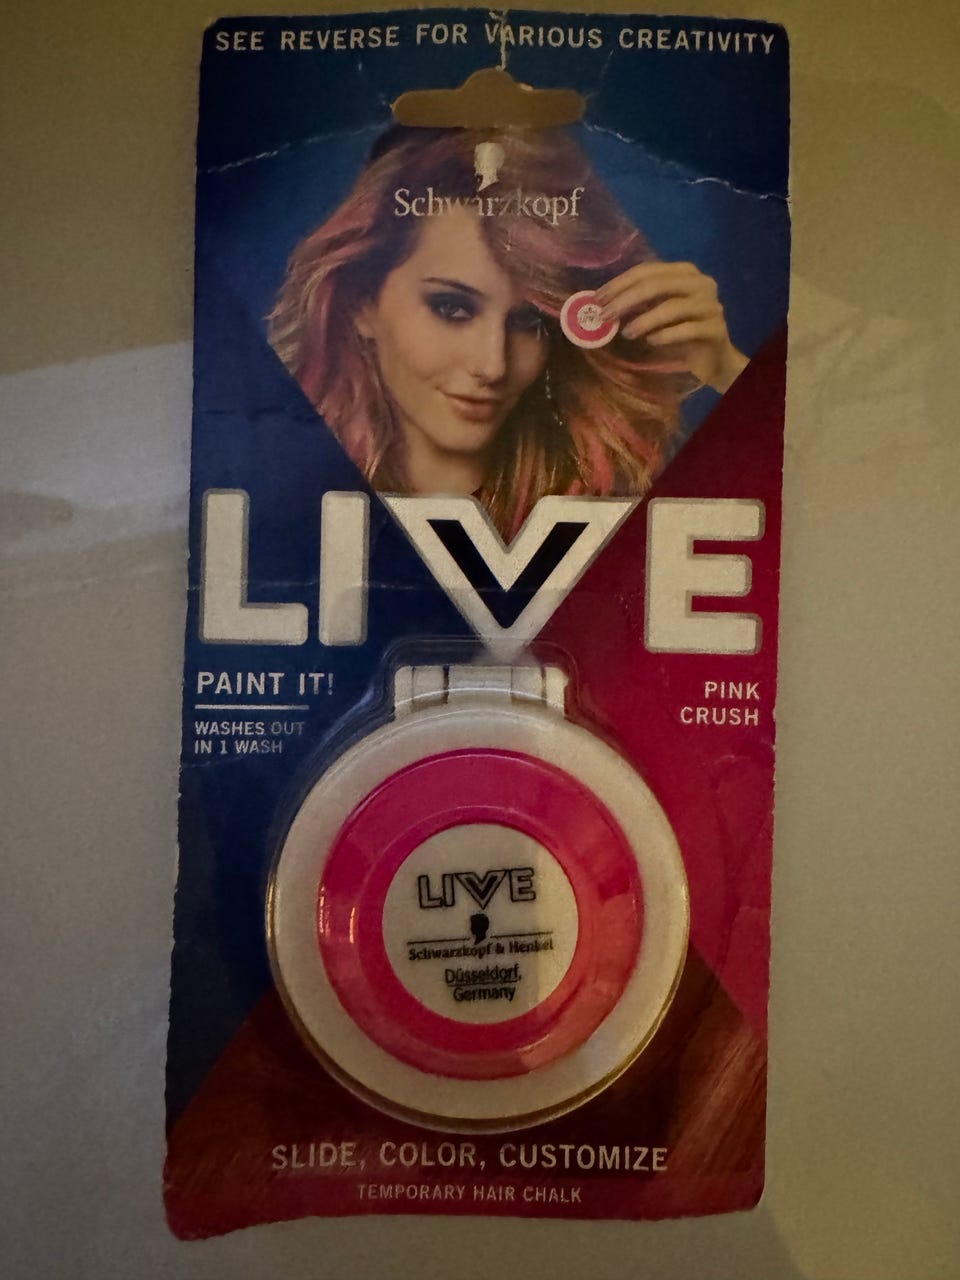 SEE REVERSE FOR VARIOUS CREATIVITY
Schwarzkopf
LIVE
PAINT IT!
WASHES OUT
IN 1 WASH
PINK
CRUSH
LIVE
Schwarzkopf & Henkel
Düsseldorf,
Germany
SLIDE, COLOR, CUSTOMIZE
TEMPORARY HAIR CHALK